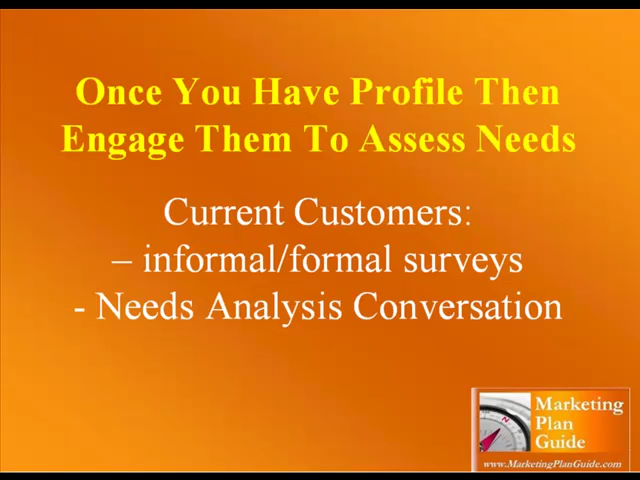 Once You Have Profile Then
Engage Them To Assess Needs
Current Customers:
– informal/formal surveys
- Needs Analysis Conversation
Marketing
Plan
Guide
www.MarketingPlanGuide.com